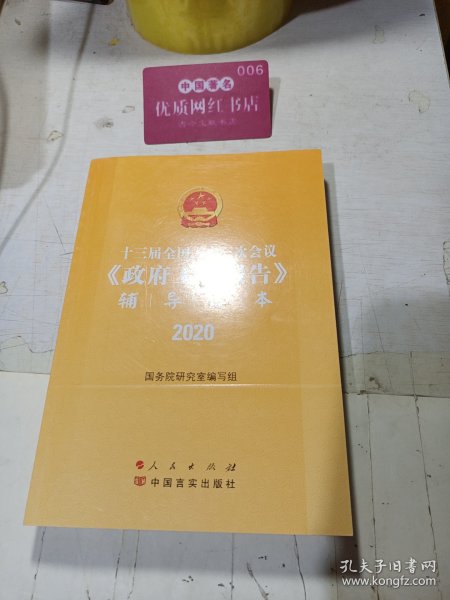 006
中国著名
优质网红书店
十三届全国 次会议
《政府 告》
辅导 本
2020
国务院研究室编写组
人民出版社
中国言实出版社
孔夫子旧书网
www.kongfz.com